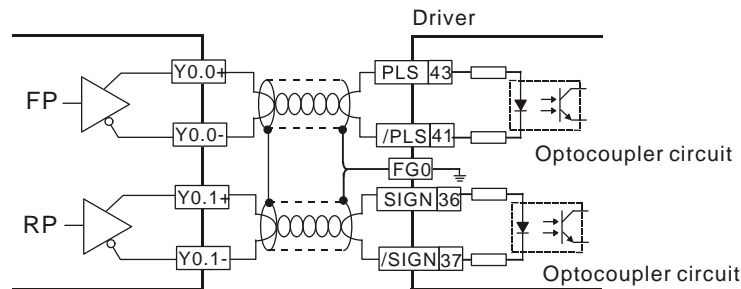 Driver
Y0.0+
PLS 43
FP
Y0.0-
/PLS 41
Optocoupler circuit
FG0
Y0.1+
SIGN 36
RP
Y0.1-
/SIGN 37
Optocoupler circuit